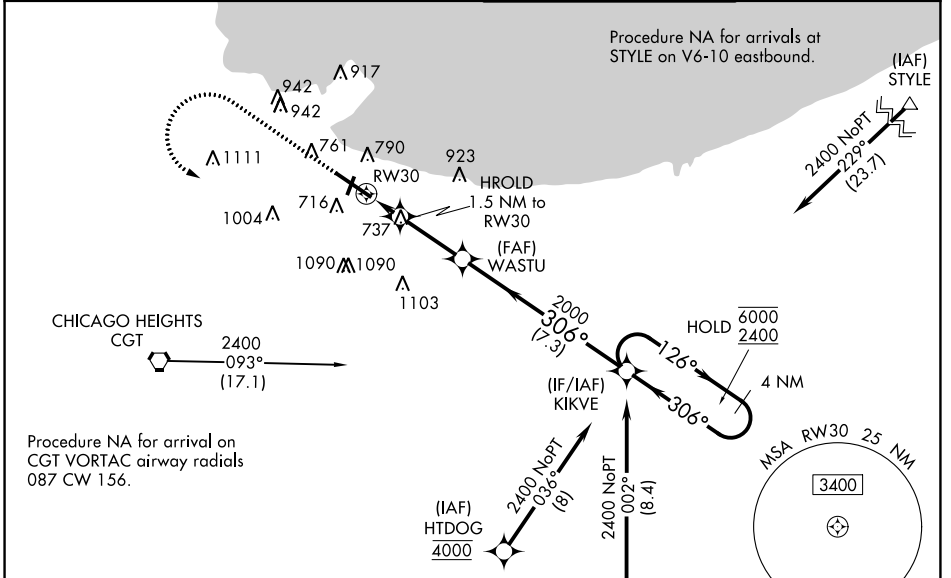 Procedure NA for arrivals at
STYLE on V6-10 eastbound.
(IAF)
STYLE
2400 NoPT
229°
(23.7)
917
942
942
761
790
1111
RW30
923
HROLD
1.5 NM to
RW30
716
1004
737
(FAF)
WASTU
1090
1090
1103
2000
306°
(7.3)
CHICAGO HEIGHTS
CGT
2400
093°
(17.1)
HOLD
6000
2400
126°
4 NM
306°
(IF/IAF)
KIKVE
Procedure NA for arrival on
CGT VORTAC airway radials
087 CW 156.
2400 NoPT
036°
(8)
2400 NoPT
002°
(8.4)
(IAF)
HTDOG
4000
MSA RW30 25 NM
3400